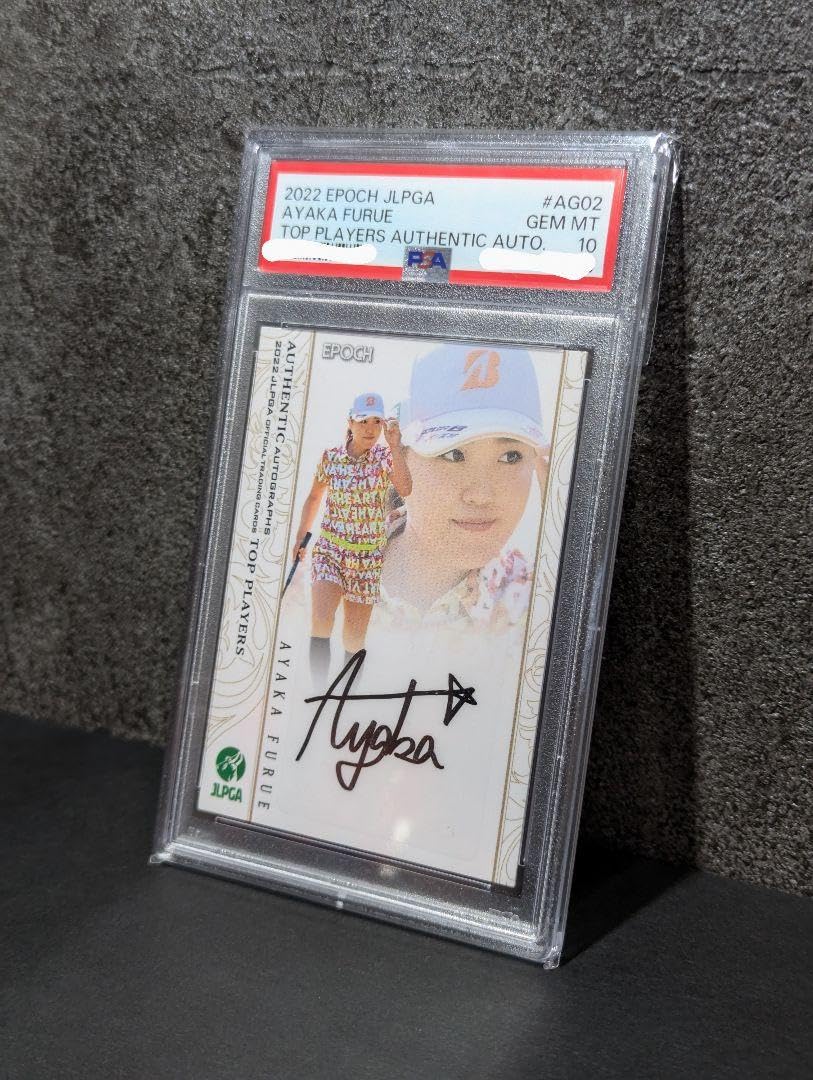 2022 EPOCH JLPGA #AG02
AYAKA FURUE GEM MT
TOP PLAYERS AUTHENTIC AUTO. 10
PSA
EPOCH
AUTHENTIC AUTOGRAPHS TOP PLAYERS
2022 JLPGA OFFICIAL TRADING CARDS
AYAKA FURUE
B
Ayaka
JLPGA